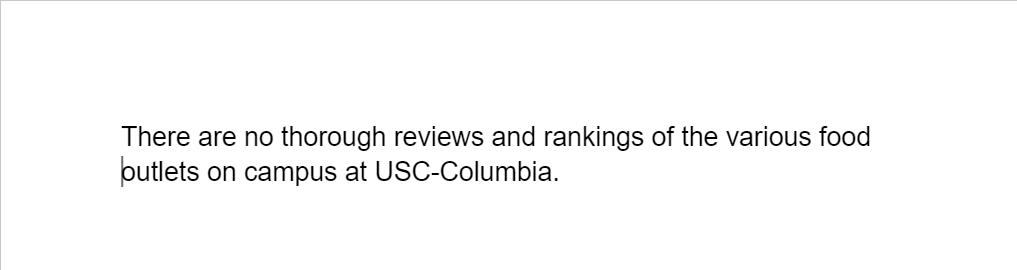 There are no thorough reviews and rankings of the various food
outlets on campus at USC-Columbia.